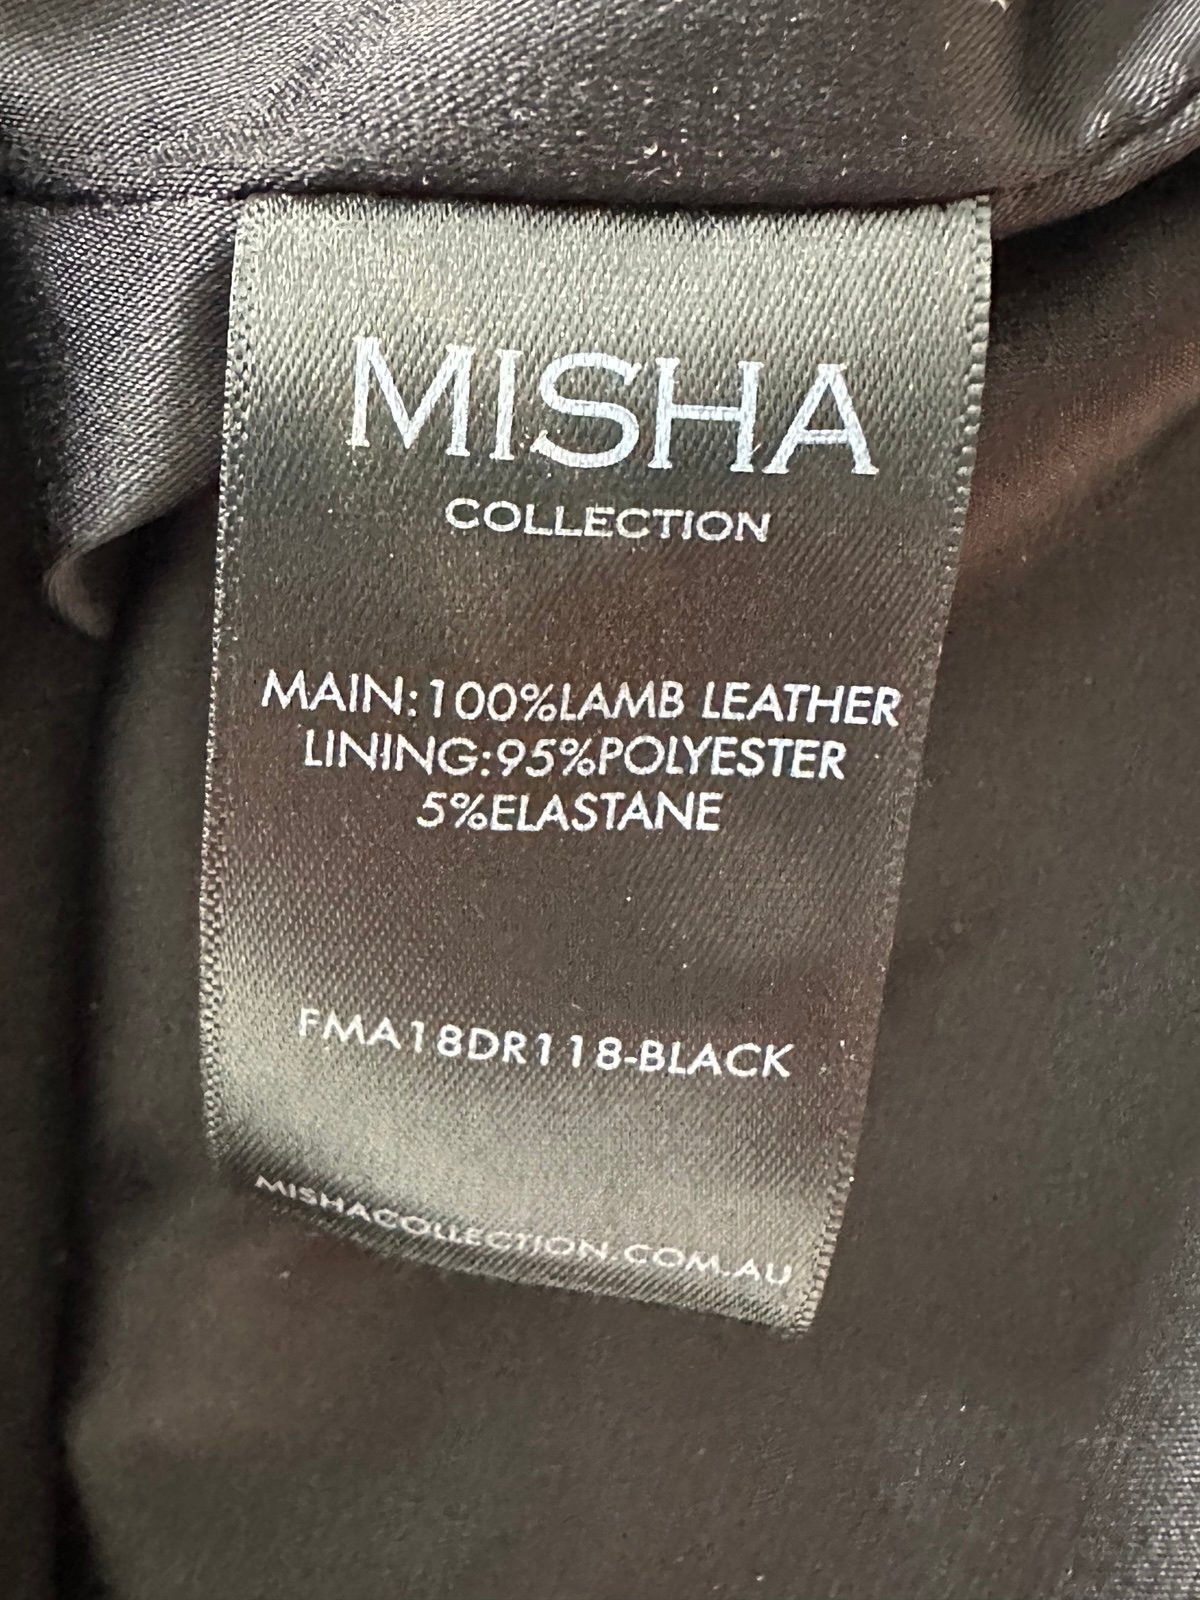 MISHA
COLLECTION
MAIN:100%LAMB LEATHER
LINING:95%POLYESTER
5%ELASTANE
FMA18DR118-BLACK
MISHACOLLECTION.COM.AU